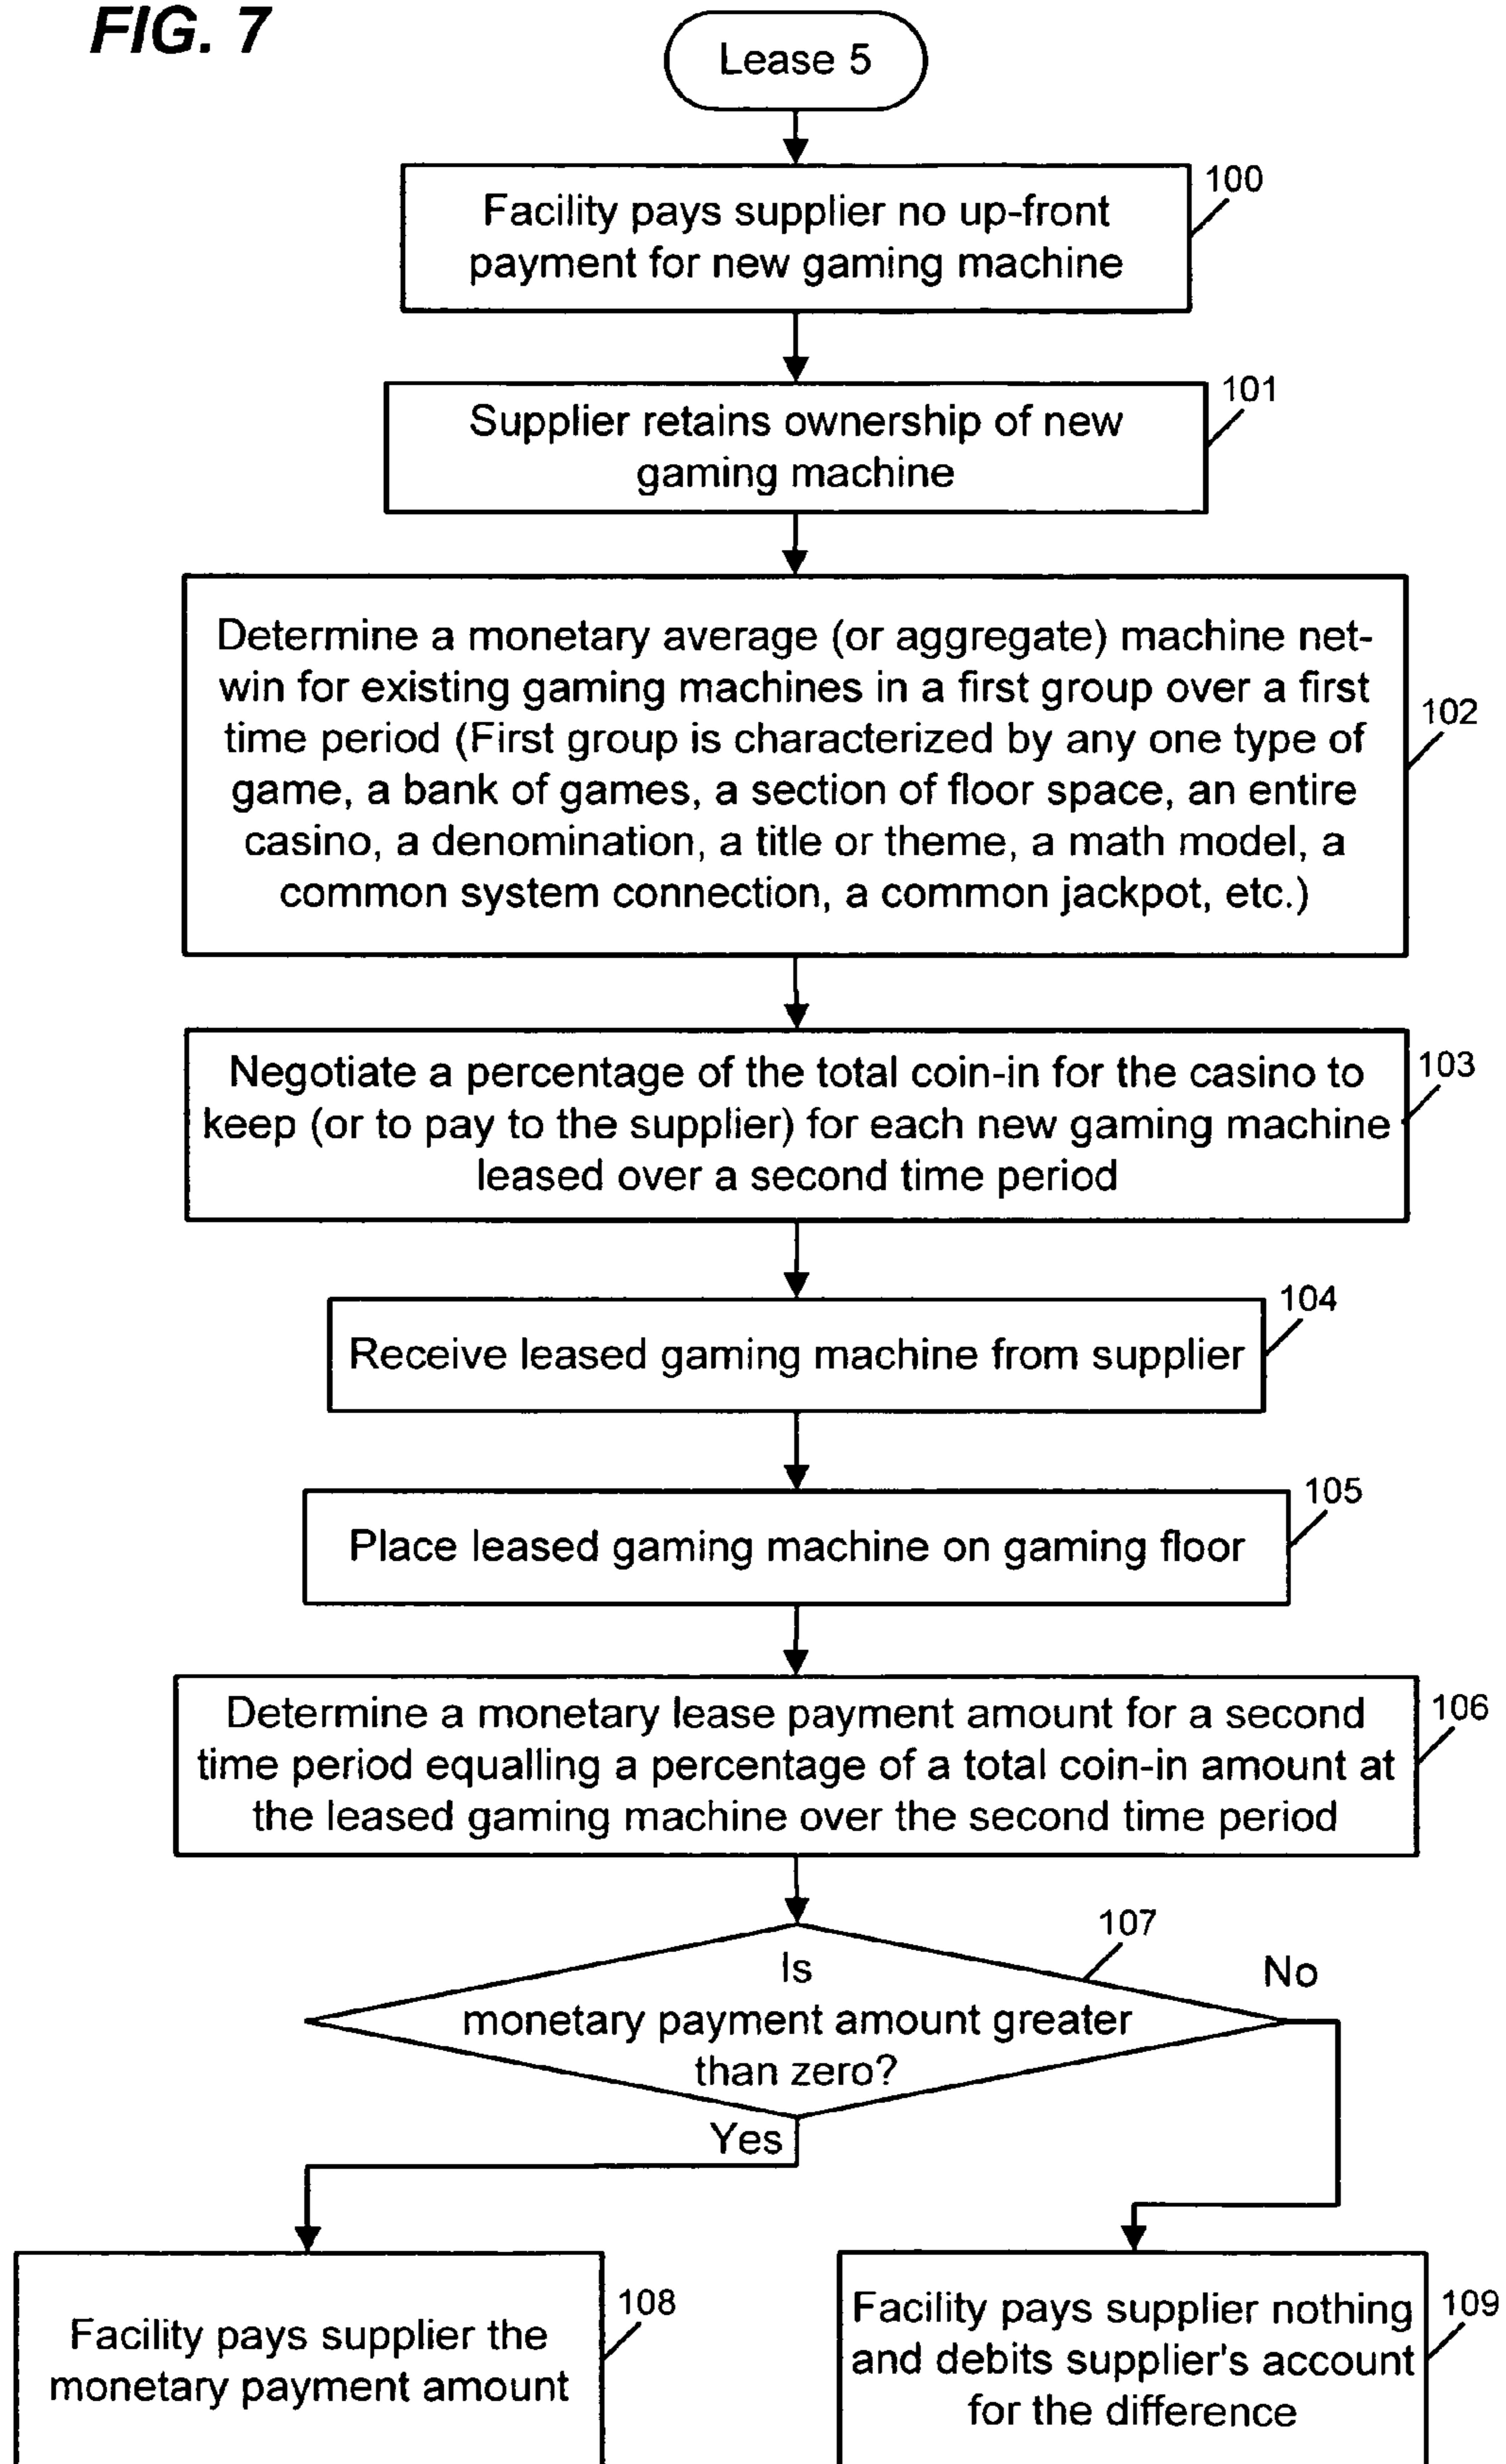 FIG. 7
Lease 5
100
Facility pays supplier no up-front
payment for new gaming machine
101
Supplier retains ownership of new
gaming machine
Determine a monetary average (or aggregate) machine net-
win for existing gaming machines in a first group over a first
time period (First group is characterized by any one type of
game, a bank of games, a section of floor space, an entire
casino, a denomination, a title or theme, a math model, a
common system connection, a common jackpot, etc.)
102
Negotiate a percentage of the total coin-in for the casino to
keep (or to pay to the supplier) for each new gaming machine
leased over a second time period
103
104
Receive leased gaming machine from supplier
105
Place leased gaming machine on gaming floor
Determine a monetary lease payment amount for a second
time period equalling a percentage of a total coin-in amount at
the leased gaming machine over the second time period
106
107
Is
monetary payment amount greater
than zero?
No
Yes
Facility pays supplier the
monetary payment amount
108
Facility pays supplier nothing
and debits supplier's account
for the difference
109